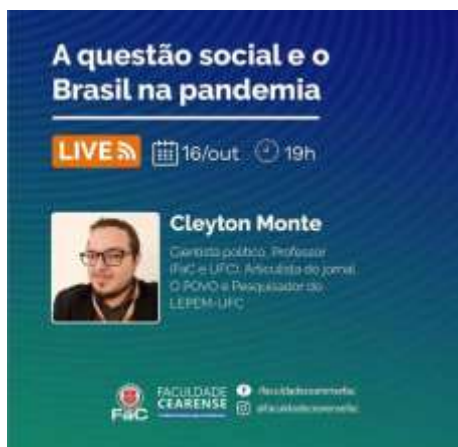 A questão social e o
Brasil na pandemia
LIVE
16/out
19h
Cleyton Monte
Cientista político, Professor
(FaC e UFC), Articulista do jornal
O POVO e Pesquisador do
LEPEM-UFC
FaC
FACULDADE
CEARENSE